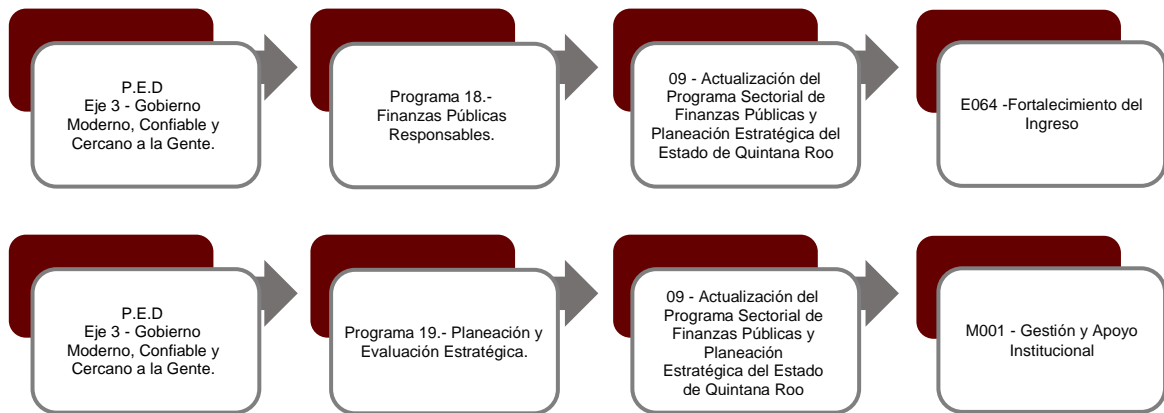 P.E.D
Eje 3 - Gobierno
Moderno, Confiable y
Cercano a la Gente.
Programa 18.-
Finanzas Públicas
Responsables.
09 - Actualización del
Programa Sectorial de
Finanzas Públicas y
Planeación Estratégica del
Estado de Quintana Roo
E064 -Fortalecimiento del
Ingreso
P.E.D
Eje 3 - Gobierno
Moderno, Confiable y
Cercano a la Gente.
Programa 19.- Planeación y
Evaluación Estratégica.
09 - Actualización del
Programa Sectorial de
Finanzas Públicas y
Planeación
Estratégica del Estado
de Quintana Roo
M001 - Gestión y Apoyo
Institucional